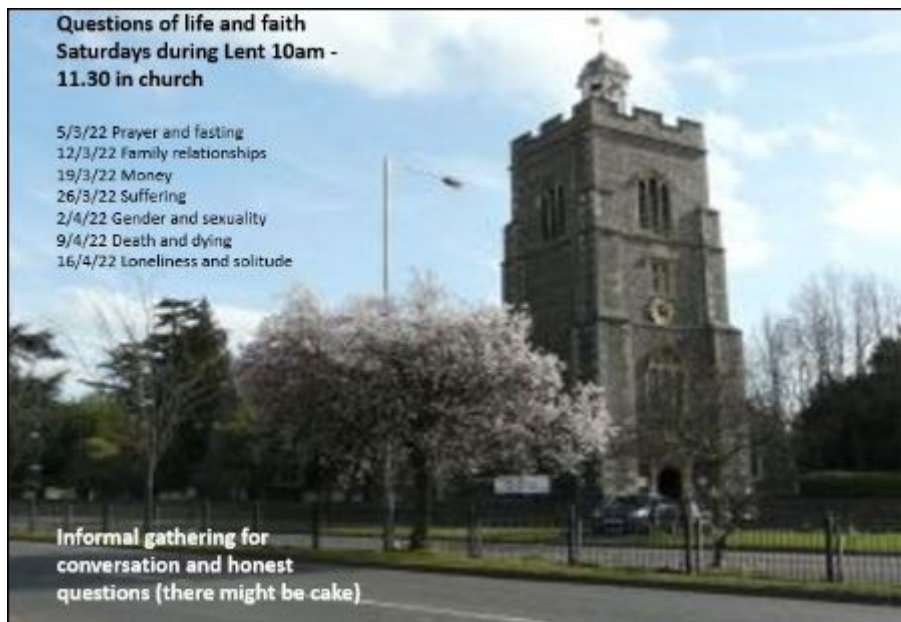 Questions of life and faith
Saturdays during Lent 10am -
11.30 in church
5/3/22 Prayer and fasting
12/3/22 Family relationships
19/3/22 Money
26/3/22 Suffering
2/4/22 Gender and sexuality
9/4/22 Death and dying
16/4/22 Loneliness and solitude
Informal gathering for
conversation and honest
questions (there might be cake)